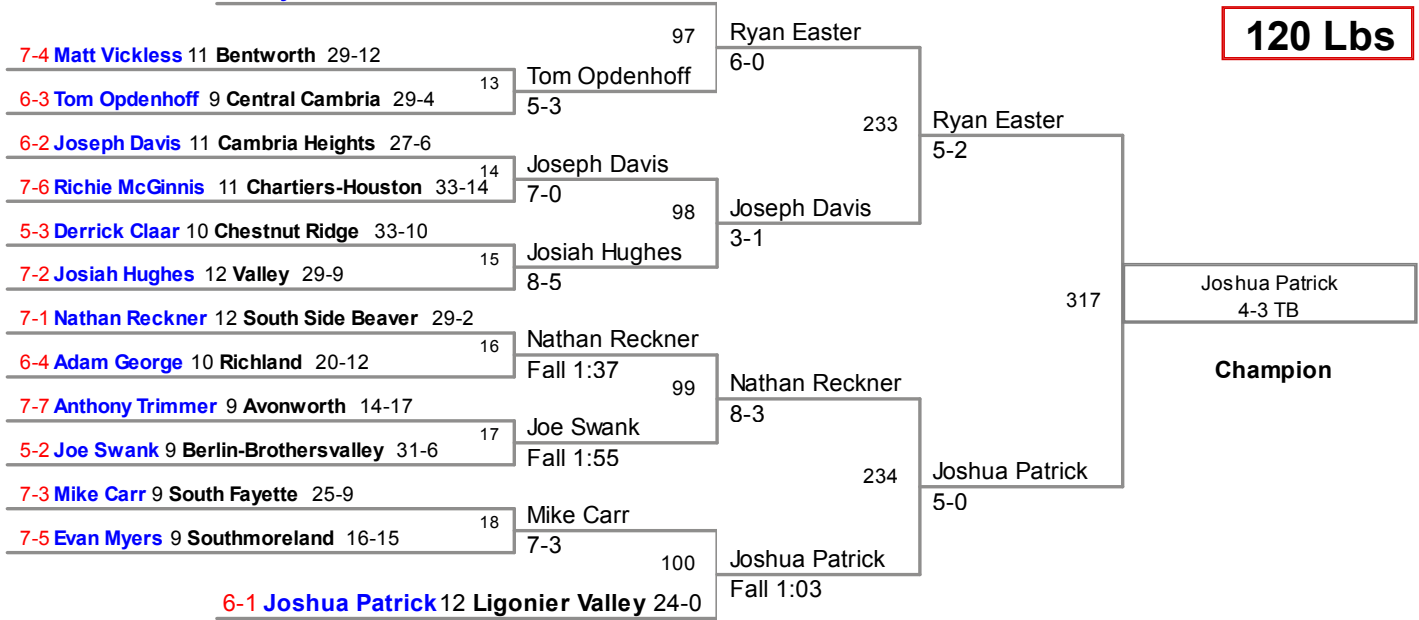 120 Lbs
97
Ryan Easter
6-0
7-4 Matt Vickless 11 Bentworth 29-12
13
Tom Opdenhoff
5-3
6-3 Tom Opdenhoff 9 Central Cambria 29-4
233
Ryan Easter
5-2
6-2 Joseph Davis 11 Cambria Heights 27-6
14
Joseph Davis
7-0
7-6 Richie McGinnis 11 Chartiers-Houston 33-14
98
Joseph Davis
3-1
5-3 Derrick Claar 10 Chestnut Ridge 33-10
15
Josiah Hughes
8-5
7-2 Josiah Hughes 12 Valley 29-9
317
Joshua Patrick
4-3 TB
Champion
7-1 Nathan Reckner 12 South Side Beaver 29-2
16
Nathan Reckner
Fall 1:37
6-4 Adam George 10 Richland 20-12
99
Nathan Reckner
8-3
7-7 Anthony Trimmer 9 Avonworth 14-17
17
Joe Swank
Fall 1:55
5-2 Joe Swank 9 Berlin-Brothersvalley 31-6
234
Joshua Patrick
5-0
7-3 Mike Carr 9 South Fayette 25-9
18
Mike Carr
7-3
7-5 Evan Myers 9 Southmoreland 16-15
100
Joshua Patrick
Fall 1:03
6-1 Joshua Patrick 12 Ligonier Valley 24-0